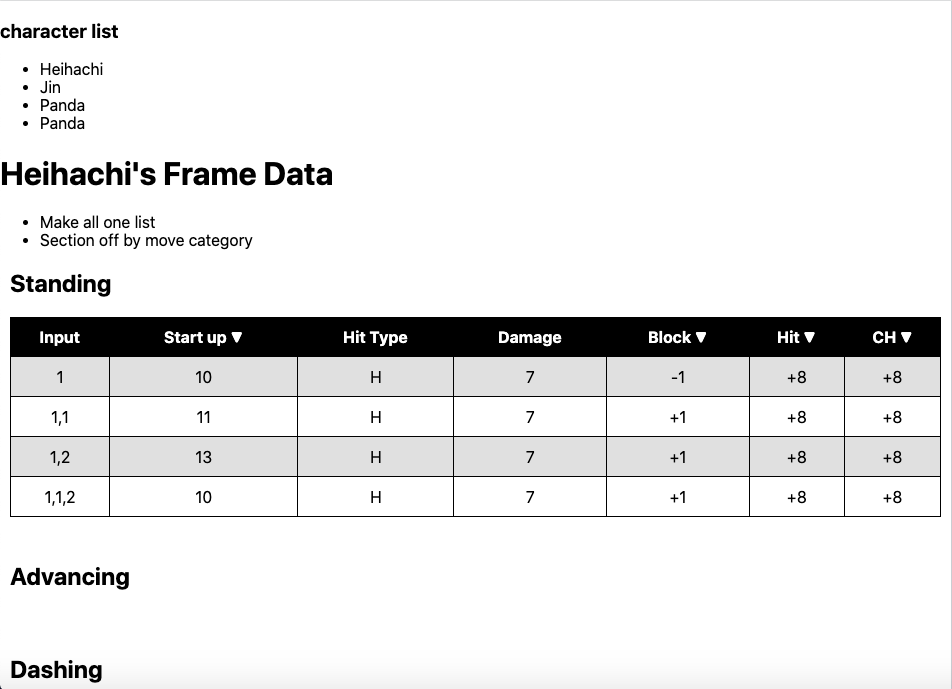 character list
Heihachi
Jin
Panda
Panda
Heihachi's Frame Data
Make all one list
Section off by move category
Standing
Input Start up ▼ Hit Type Damage Block ▼ Hit ▼ CH ▼
1 10 H 7 -1 +8 +8
1,1 11 H 7 +1 +8 +8
1,2 13 H 7 +1 +8 +8
1,1,2 10 H 7 +1 +8 +8
Advancing
Dashing